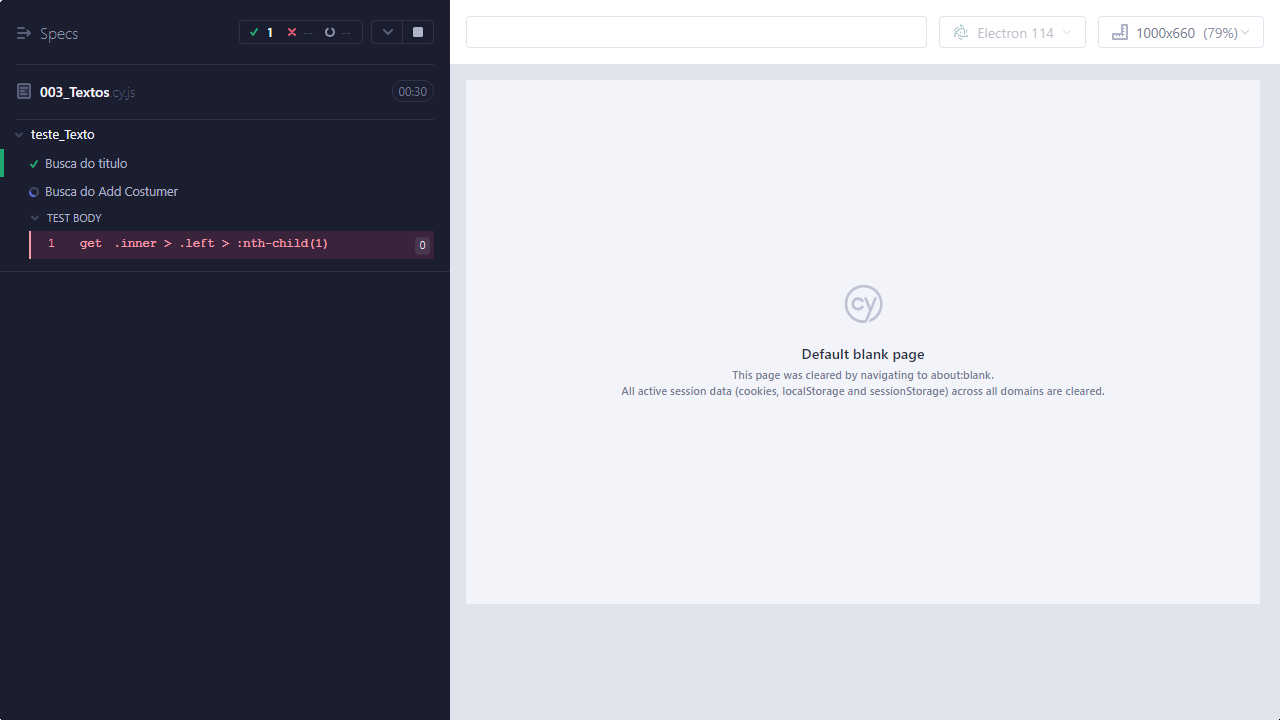 Specs
1 -- --
003_Textos cy.js 00:30
teste_Texto
Busca do titulo
Busca do Add Costumer
TEST BODY
1 get .inner > .left > :nth-child(1) 0
Electron 114
1000x660 (79%)
cy
Default blank page
This page was cleared by navigating to about:blank.
All active session data (cookies, localStorage and sessionStorage) across all domains are cleared.